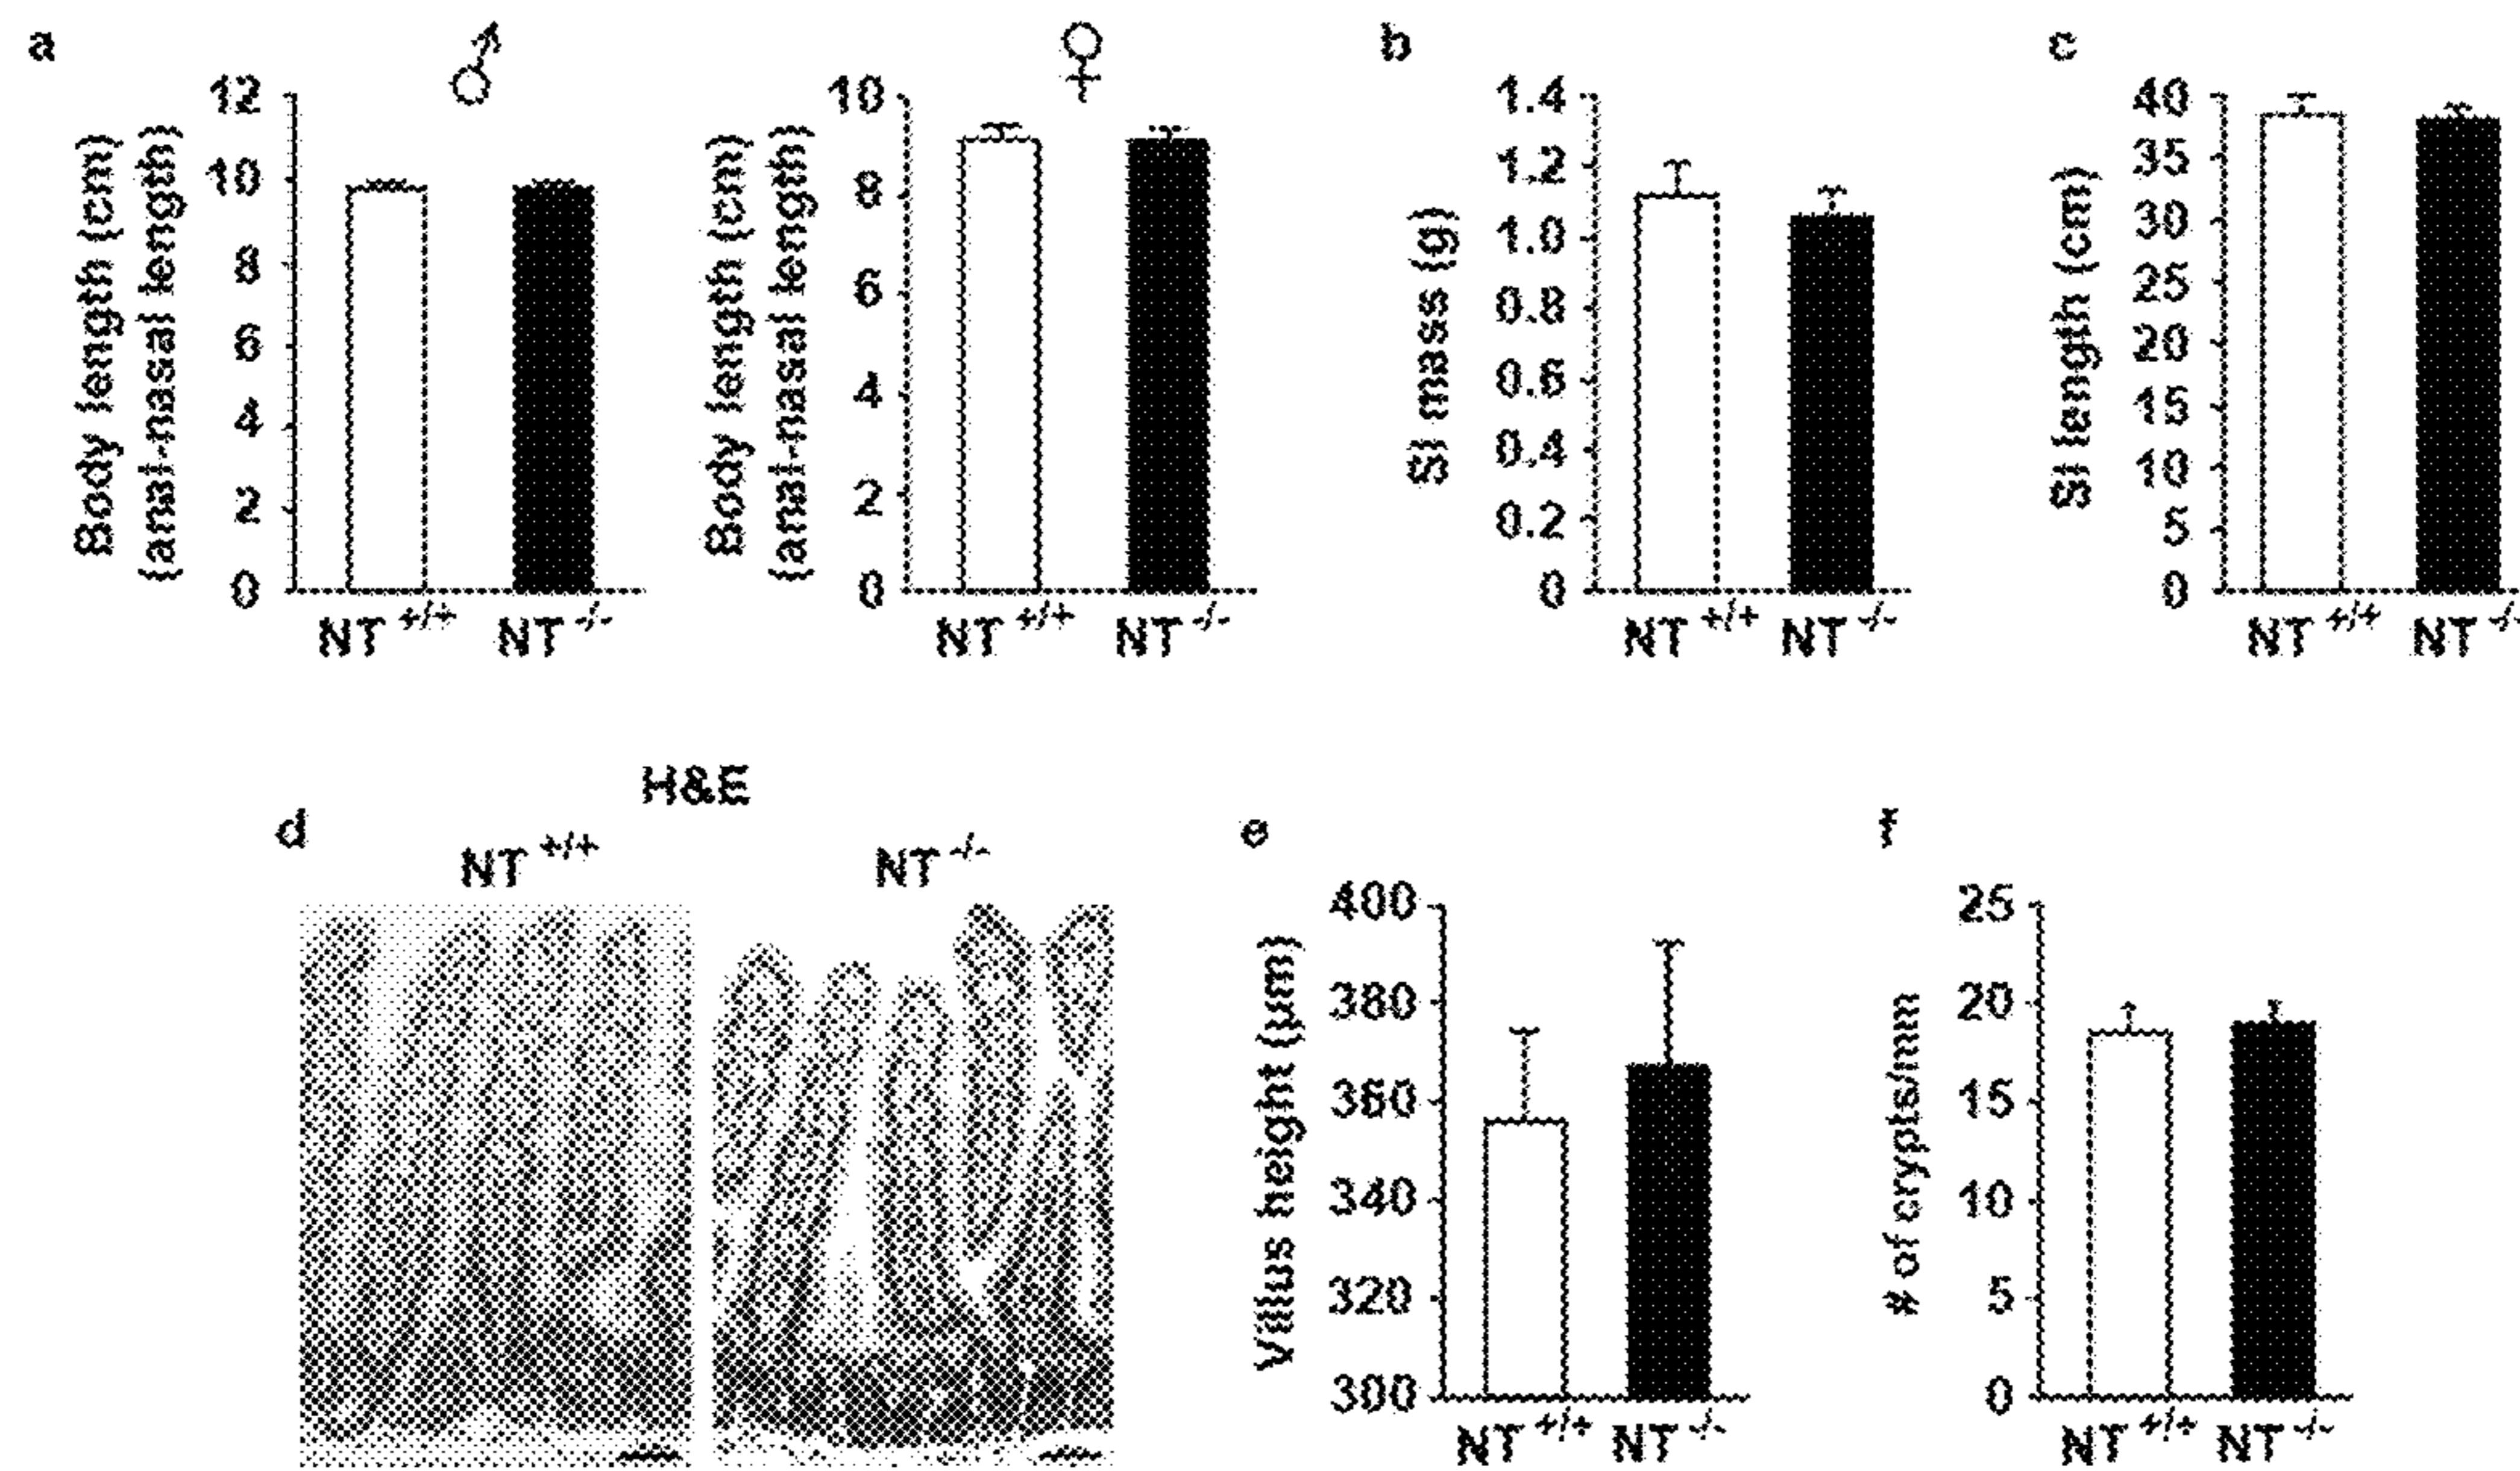 a
♂
12
10
8
6
4
2
0
Body length (cm)
(anal-nasal length)
NT +/+ NT -/-
♀
10
8
6
4
2
0
Body length (cm)
(anal-nasal length)
NT +/+ NT -/-
b
1.4
1.2
1.0
0.8
0.6
0.4
0.2
0
SI mass (g)
NT +/+ NT -/-
c
40
35
30
25
20
15
10
5
0
SI length (cm)
NT +/+ NT -/-
H&E
d
NT +/+ NT -/-
e
400
380
360
340
320
300
Villus height (µm)
NT +/+ NT -/-
f
25
20
15
10
5
0
# of crypts/mm
NT +/+ NT -/-